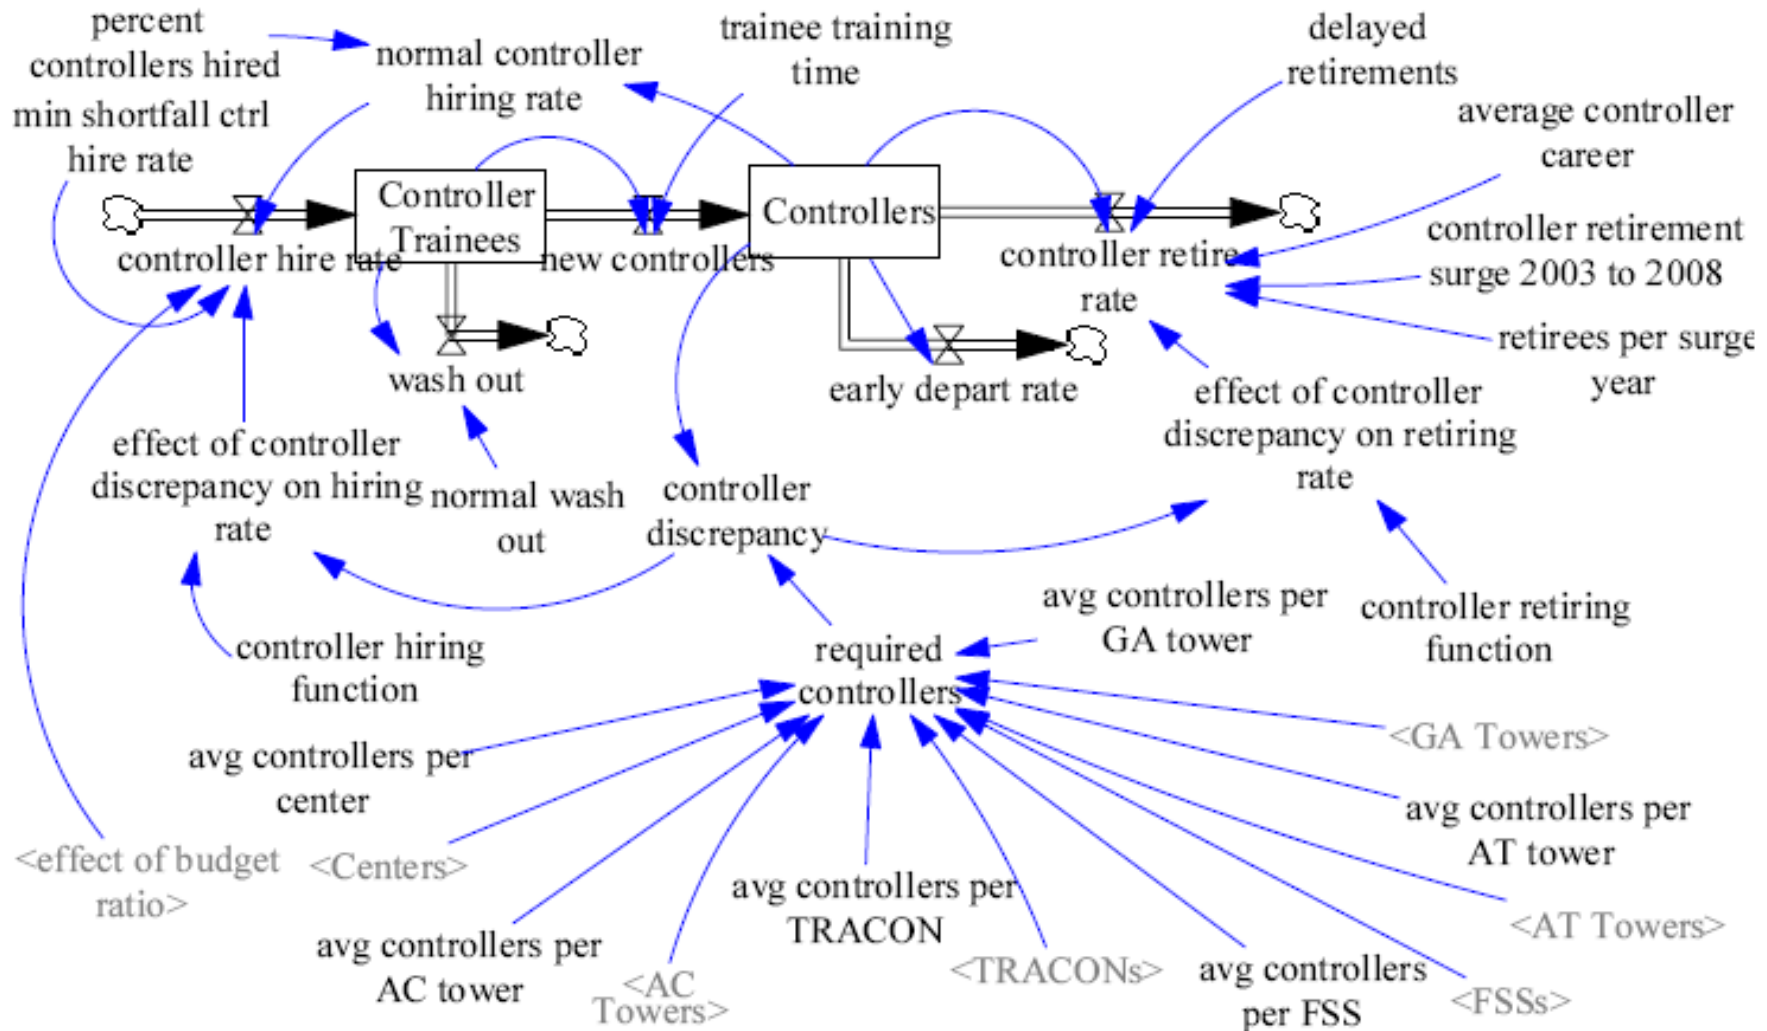 percent
controllers hired
min shortfall ctrl
hire rate
normal controller
hiring rate
trainee training
time
delayed
retirements
average controller
career
Controller
Trainees
Controllers
controller hire rate
new controllers
controller retire
rate
controller retirement
surge 2003 to 2008
retirees per surge
year
wash out
early depart rate
effect of controller
discrepancy on hiring
rate
normal wash
out
controller
discrepancy
effect of controller
discrepancy on retiring
rate
controller hiring
function
required
controllers
avg controllers per
GA tower
controller retiring
function
avg controllers per
center
<GA Towers>
avg controllers per
AT tower
<effect of budget
ratio>
<Centers>
avg controllers per
AC tower
<AC
Towers>
avg controllers per
TRACON
<TRACONs>
avg controllers
per FSS
<FSSs>
<AT Towers>